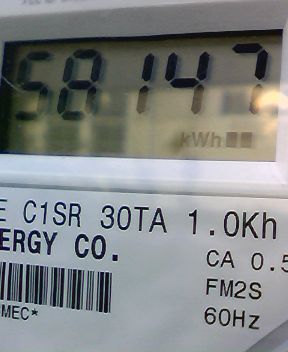 58147
kWh
E C1SR 30TA 1.0Kh
ERGY CO.
CA 0.5
FM2S
MEC*
60Hz